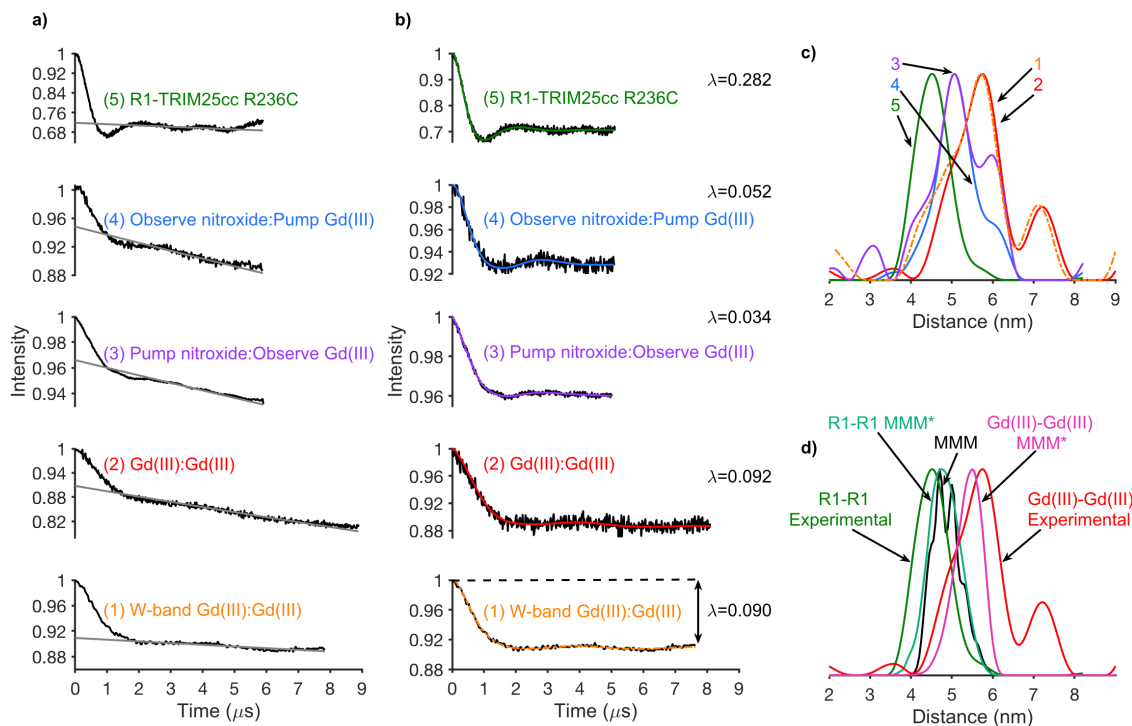 a)
1
0.92
0.84
0.76
0.68
(5) R1-TRIM25cc R236C
1
0.96
0.92
0.88
(4) Observe nitroxide:Pump Gd(III)
1
0.98
0.96
0.94
(3) Pump nitroxide:Observe Gd(III)
Intensity
1
0.94
0.88
0.82
(2) Gd(III):Gd(III)
1
0.96
0.92
0.88
(1) W-band Gd(III):Gd(III)
0 1 2 3 4 5 6 7 8 9
Time (μs)
b)
1
0.9
0.8
0.7
(5) R1-TRIM25cc R236C
λ=0.282
1
0.98
0.96
0.94
0.92
(4) Observe nitroxide:Pump Gd(III)
λ=0.052
1
0.98
0.96
(3) Pump nitroxide:Observe Gd(III)
λ=0.034
Intensity
1
0.96
0.92
0.88
(2) Gd(III):Gd(III)
λ=0.092
1
0.96
0.92
0.88
(1) W-band Gd(III):Gd(III)
λ=0.090
0 1 2 3 4 5 6 7 8 9
Time (μs)
c)
3
4
5
1
2
2 3 4 5 6 7 8 9
Distance (nm)
d)
R1-R1 MMM*
MMM
Gd(III)-Gd(III)
MMM*
R1-R1
Experimental
Gd(III)-Gd(III)
Experimental
2 3 4 5 6 7 8 9
Distance (nm)